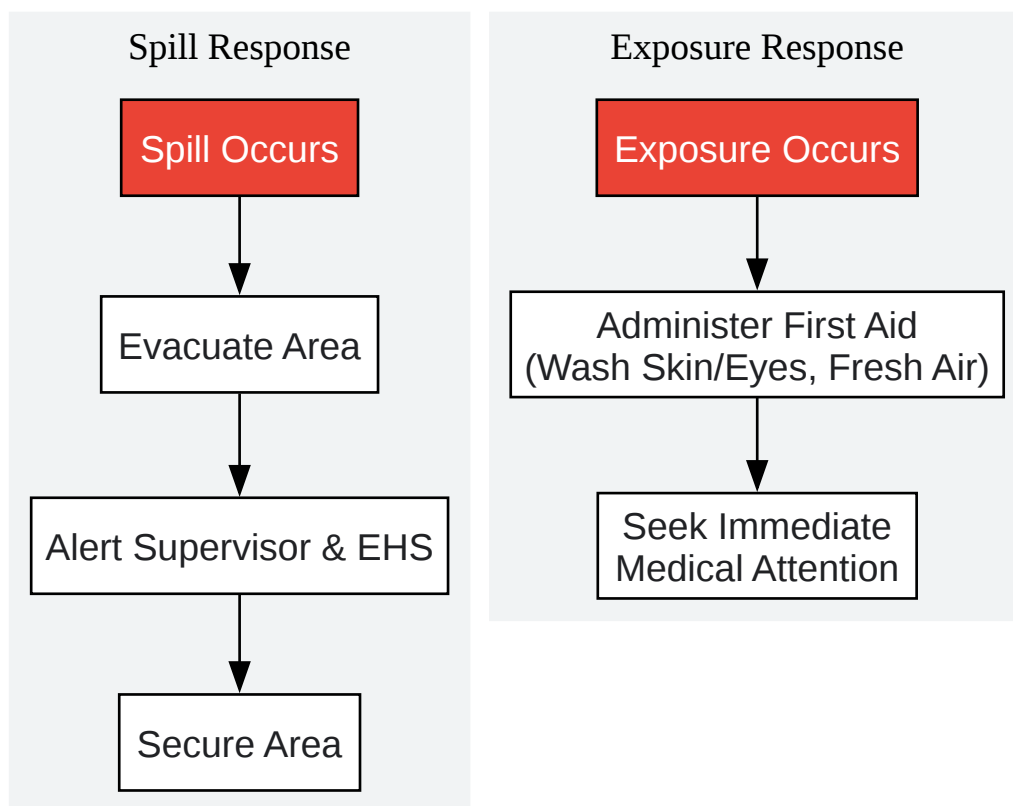 Spill Response
Spill Occurs
Evacuate Area
Alert Supervisor & EHS
Secure Area
Exposure Response
Exposure Occurs
Administer First Aid
(Wash Skin/Eyes, Fresh Air)
Seek Immediate
Medical Attention